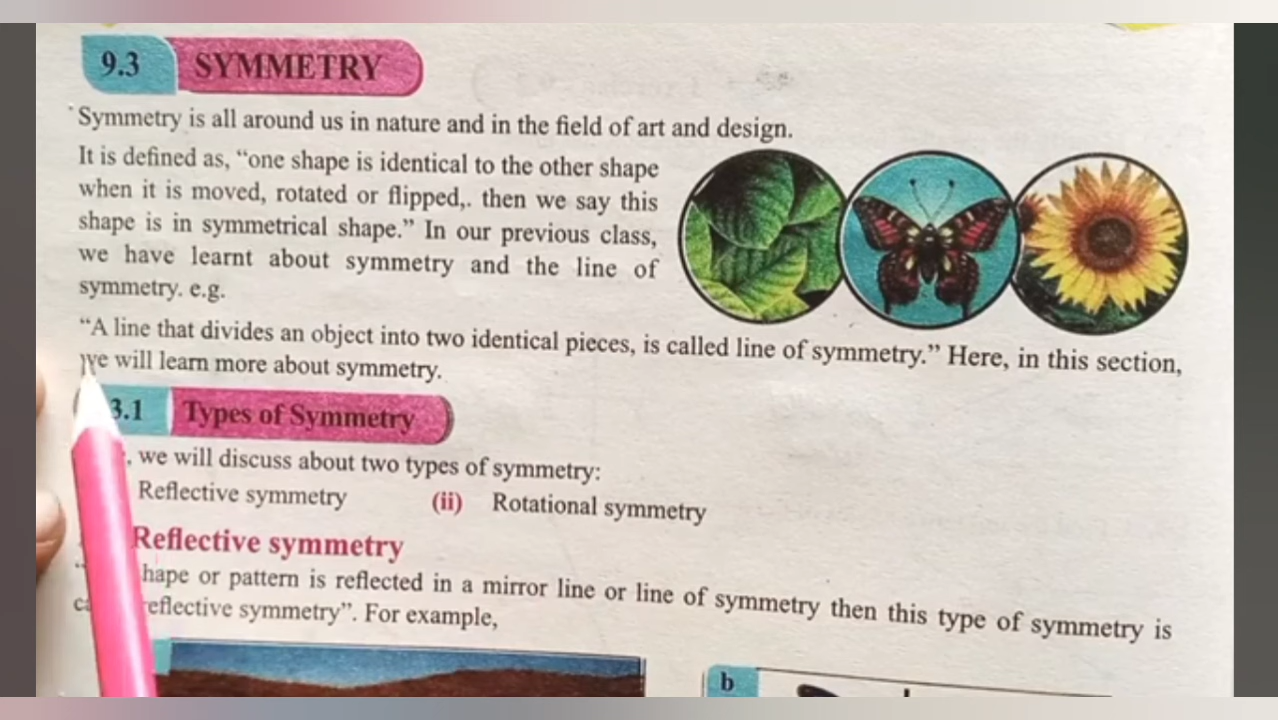 9.3 SYMMETRY
Symmetry is all around us in nature and in the field of art and design.
It is defined as, “one shape is identical to the other shape
when it is moved, rotated or flipped,. then we say this
shape is in symmetrical shape.” In our previous class,
we have learnt about symmetry and the line of
symmetry. e.g.
“A line that divides an object into two identical pieces, is called line of symmetry.” Here, in this section,
we will learn more about symmetry.
3.1 Types of Symmetry
, we will discuss about two types of symmetry:
Reflective symmetry (ii) Rotational symmetry
Reflective symmetry
hape or pattern is reflected in a mirror line or line of symmetry then this type of symmetry is
reflective symmetry”. For example,
b